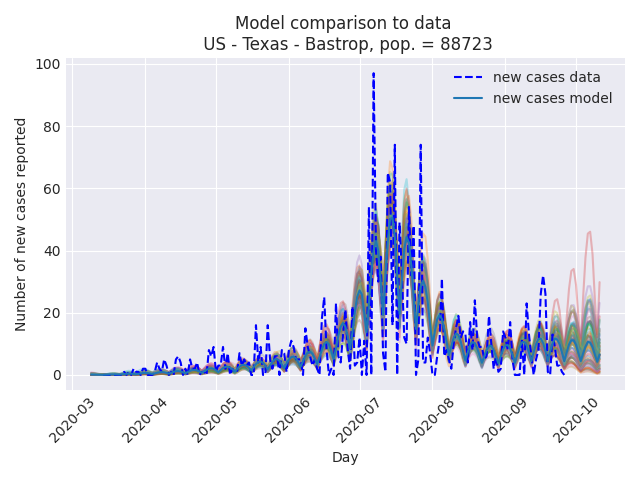 Model comparison to data
US - Texas - Bastrop, pop. = 88723
new cases data
new cases model
Number of new cases reported
100
80
60
40
20
0
2020-03
2020-04
2020-05
2020-06
2020-07
2020-08
2020-09
2020-10
Day